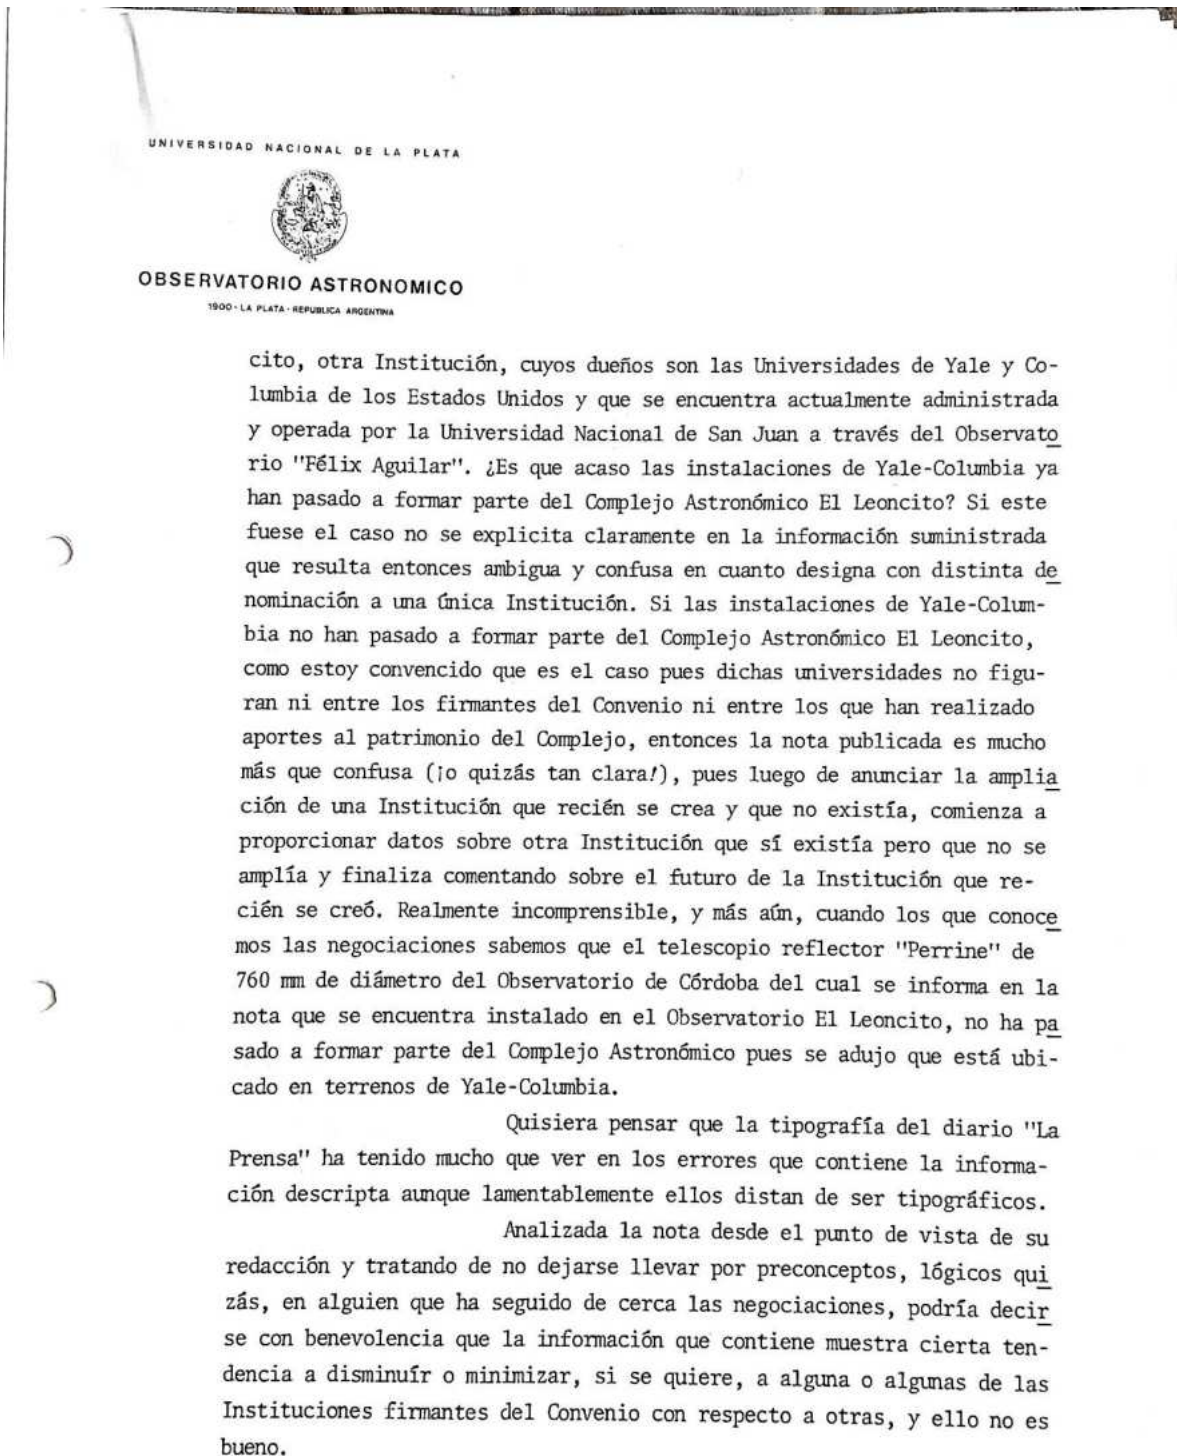 UNIVERSIDAD NACIONAL DE LA PLATA
OBSERVATORIO ASTRONOMICO
1900 - LA PLATA - REPUBLICA ARGENTINA
cito, otra Institución, cuyos dueños son las Universidades de Yale y Co-
lumbia de los Estados Unidos y que se encuentra actualmente administrada
y operada por la Universidad Nacional de San Juan a través del Observato
rio "Félix Aguilar". ¿Es que acaso las instalaciones de Yale-Columbia ya
han pasado a formar parte del Complejo Astronómico El Leoncito? Si este
fuese el caso no se explicita claramente en la información suministrada
que resulta entonces ambigua y confusa en cuanto designa con distinta de
nominación a una única Institución. Si las instalaciones de Yale-Colum-
bia no han pasado a formar parte del Complejo Astronómico El Leoncito,
como estoy convencido que es el caso pues dichas universidades no figu-
ran ni entre los firmantes del Convenio ni entre los que han realizado
aportes al patrimonio del Complejo, entonces la nota publicada es mucho
más que confusa (¡o quizás tan clara!), pues luego de anunciar la amplia
ción de una Institución que recién se crea y que no existía, comienza a
proporcionar datos sobre otra Institución que sí existía pero que no se
amplía y finaliza comentando sobre el futuro de la Institución que re-
cién se creó. Realmente incomprensible, y más aún, cuando los que conoce
mos las negociaciones sabemos que el telescopio reflector "Perrine" de
760 mm de diámetro del Observatorio de Córdoba del cual se informa en la
nota que se encuentra instalado en el Observatorio El Leoncito, no ha pa
sado a formar parte del Complejo Astronómico pues se adujo que está ubi-
cado en terrenos de Yale-Columbia.
Quisiera pensar que la tipografía del diario "La
Prensa" ha tenido mucho que ver en los errores que contiene la informa-
ción descripta aunque lamentablemente ellos distan de ser tipográficos.
Analizada la nota desde el punto de vista de su
redacción y tratando de no dejarse llevar por preconceptos, lógicos qui
zás, en alguien que ha seguido de cerca las negociaciones, podría decir
se con benevolencia que la información que contiene muestra cierta ten-
dencia a disminuír o minimizar, si se quiere, a alguna o algunas de las
Instituciones firmantes del Convenio con respecto a otras, y ello no es
bueno.